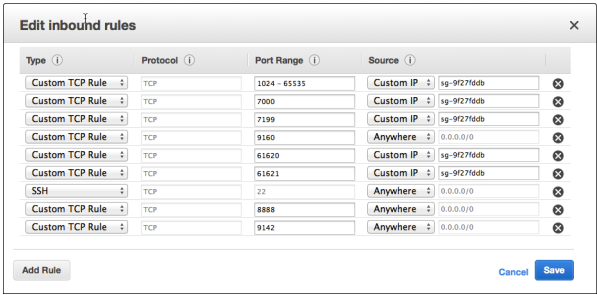 Edit inbound rules
Type Protocol Port Range Source
Custom TCP Rule TCP 1024 - 65535 Custom IP sg-9f27fddb
Custom TCP Rule TCP 7000 Custom IP sg-9f27fddb
Custom TCP Rule TCP 7199 Custom IP sg-9f27fddb
Custom TCP Rule TCP 9160 Anywhere 0.0.0.0/0
Custom TCP Rule TCP 61620 Custom IP sg-9f27fddb
Custom TCP Rule TCP 61621 Custom IP sg-9f27fddb
SSH TCP 22 Anywhere 0.0.0.0/0
Custom TCP Rule TCP 8888 Anywhere 0.0.0.0/0
Custom TCP Rule TCP 9142 Anywhere 0.0.0.0/0
Add Rule Cancel Save